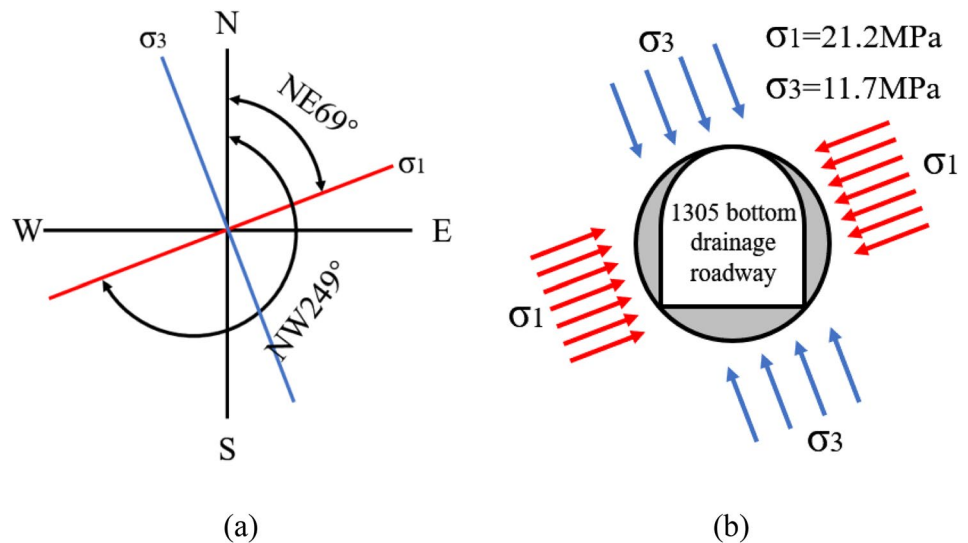 N
σ3
NE69°
σ1
W
E
NW249°
S
(a)
σ3
σ1=21.2MPa
σ3=11.7MPa
σ1
1305 bottom
drainage
roadway
σ1
σ3
(b)